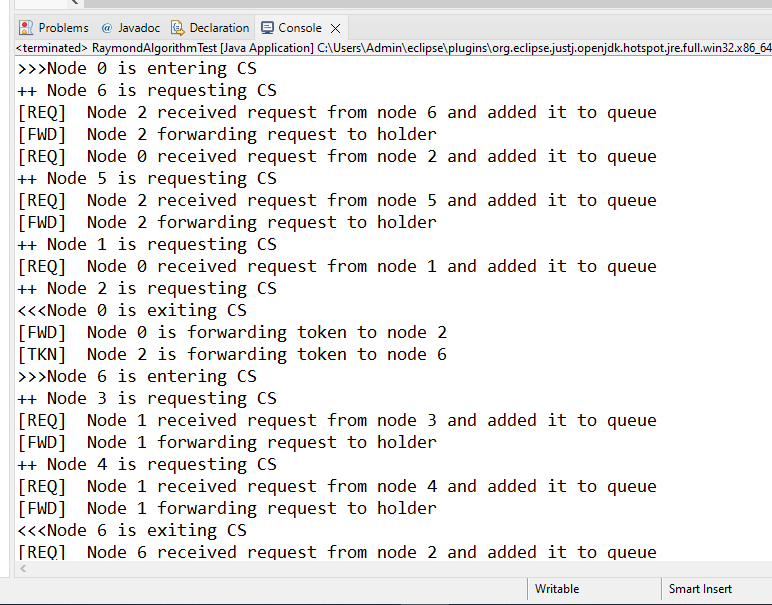 Problems @ Javadoc Declaration Console
<terminated> RaymondAlgorithmTest [Java Application] C:\Users\Admin\eclipse\plugins\org.eclipse.justj.openjdk.hotspot.jre.full.win32.x86_64
>>>Node 0 is entering CS
++ Node 6 is requesting CS
[REQ]  Node 2 received request from node 6 and added it to queue
[FWD]  Node 2 forwarding request to holder
[REQ]  Node 0 received request from node 2 and added it to queue
++ Node 5 is requesting CS
[REQ]  Node 2 received request from node 5 and added it to queue
[FWD]  Node 2 forwarding request to holder
++ Node 1 is requesting CS
[REQ]  Node 0 received request from node 1 and added it to queue
++ Node 2 is requesting CS
<<<Node 0 is exiting CS
[FWD]  Node 0 is forwarding token to node 2
[TKN]  Node 2 is forwarding token to node 6
>>>Node 6 is entering CS
++ Node 3 is requesting CS
[REQ]  Node 1 received request from node 3 and added it to queue
[FWD]  Node 1 forwarding request to holder
++ Node 4 is requesting CS
[REQ]  Node 1 received request from node 4 and added it to queue
[FWD]  Node 1 forwarding request to holder
<<<Node 6 is exiting CS
[REQ]  Node 6 received request from node 2 and added it to queue
Writable Smart Insert